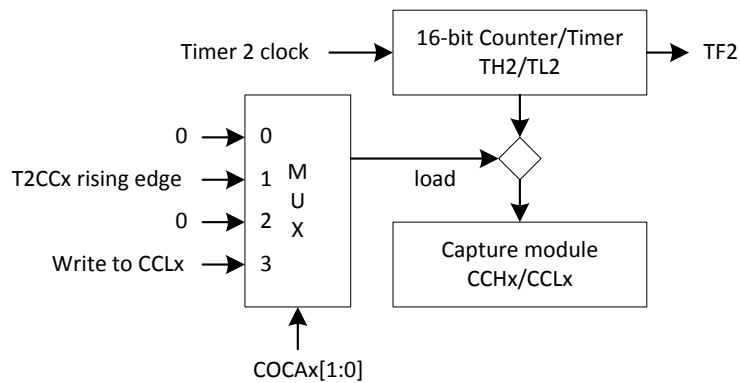 Timer 2 clock
16-bit Counter/Timer
TH2/TL2
TF2
0
0
T2CCx rising edge
1
0
2
Write to CCLx
3
M
U
X
load
Capture module
CCHx/CCLx
COCAx[1:0]